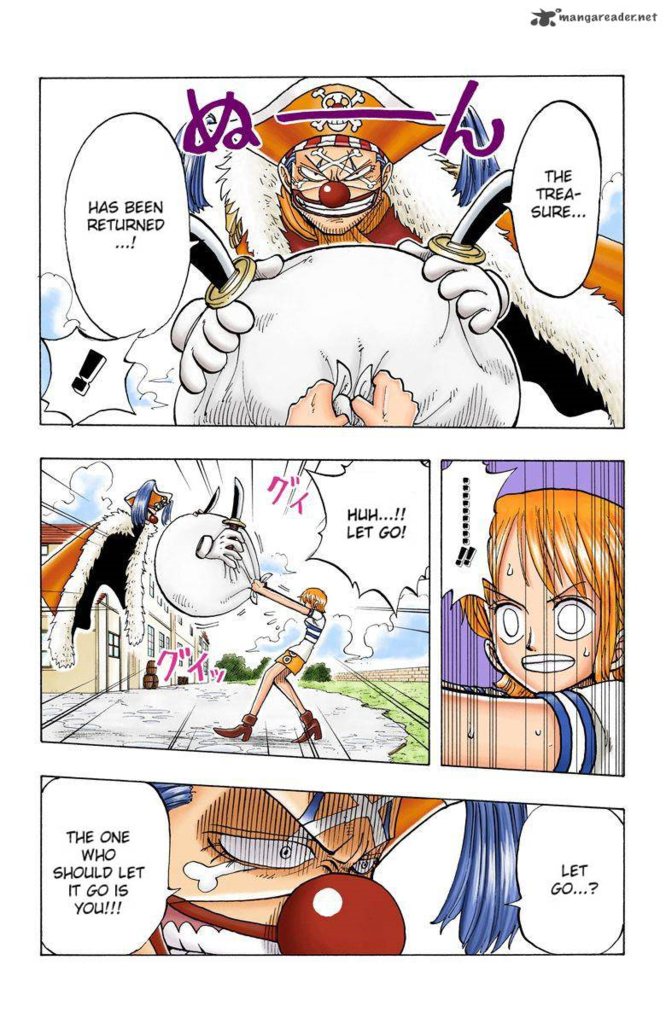 mangareader.net
ぬーん
THE
TREA-
SURE...
HAS BEEN
RETURNED
...!
!!
..........!!
HUH...!!
LET GO!
グイ
グイッ
LET
GO...?
THE ONE
WHO
SHOULD LET
IT GO IS
YOU!!!